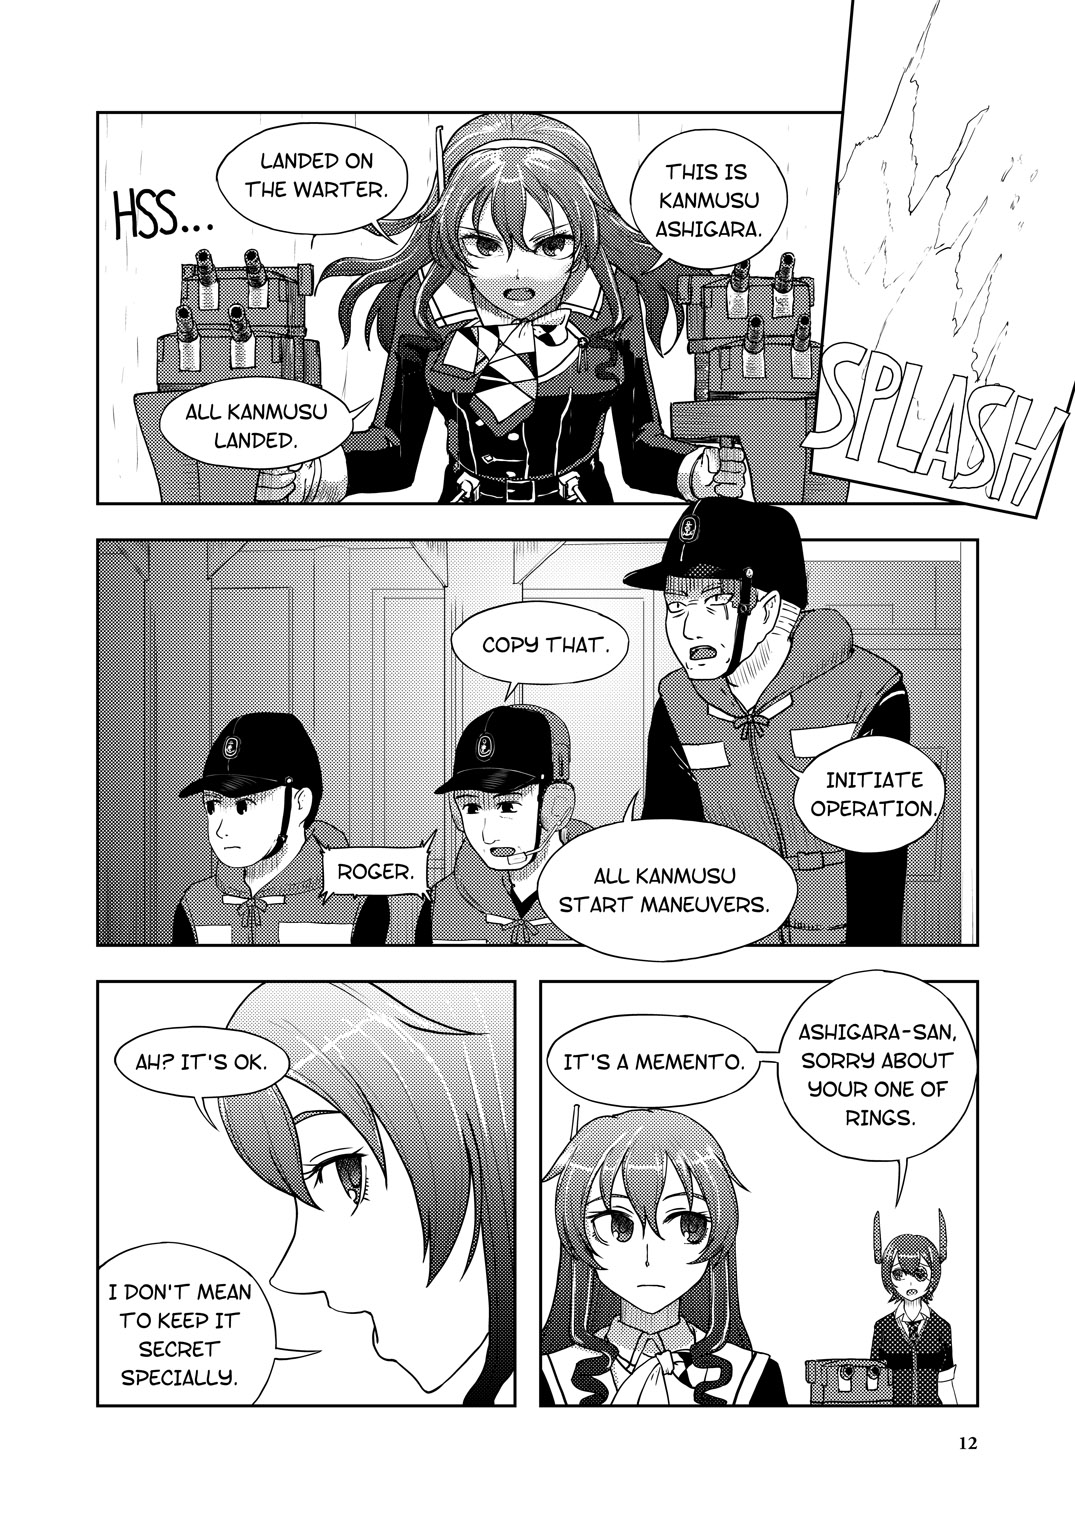 SPLASH
THIS IS
KANMUSU
ASHIGARA.
LANDED ON
THE WARTER.
HSS...
ALL KANMUSU
LANDED.
COPY THAT.
INITIATE
OPERATION.
ALL KANMUSU
START MANEUVERS.
ROGER.
ASHIGARA-SAN,
SORRY ABOUT
YOUR ONE OF
RINGS.
IT'S A MEMENTO.
AH? IT'S OK.
I DON'T MEAN
TO KEEP IT
SECRET
SPECIALLY.
12